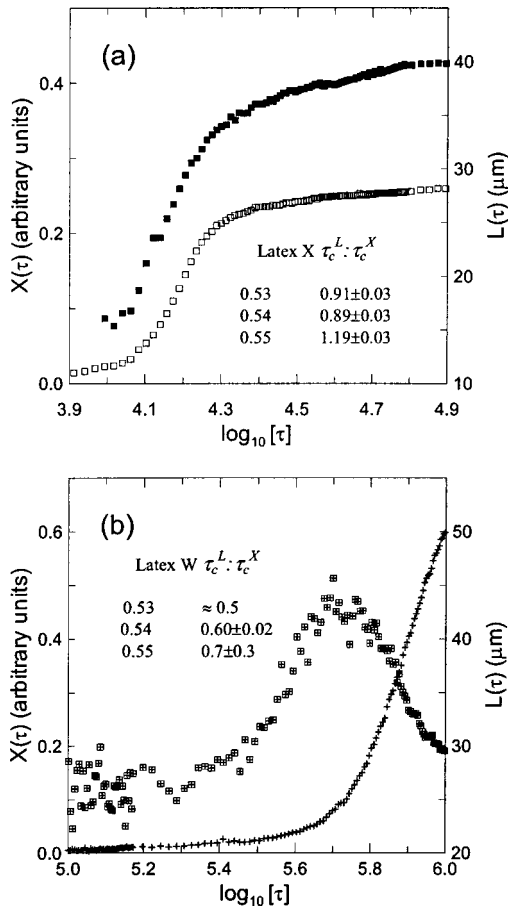 (a)
X(τ) (arbitrary units)
0.4
0.2
0.0
L(τ) (μm)
40
30
20
10
Latex X τ_c^L : τ_c^X
0.53 0.91±0.03
0.54 0.89±0.03
0.55 1.19±0.03
3.9 4.1 4.3 4.5 4.7 4.9
log₁₀ [τ]
(b)
X(τ) (arbitrary units)
0.6
0.4
0.2
0.0
L(τ) (μm)
50
40
30
20
Latex W τ_c^L : τ_c^X
0.53 ≈ 0.5
0.54 0.60±0.02
0.55 0.7±0.3
5.0 5.2 5.4 5.6 5.8 6.0
log₁₀ [τ]